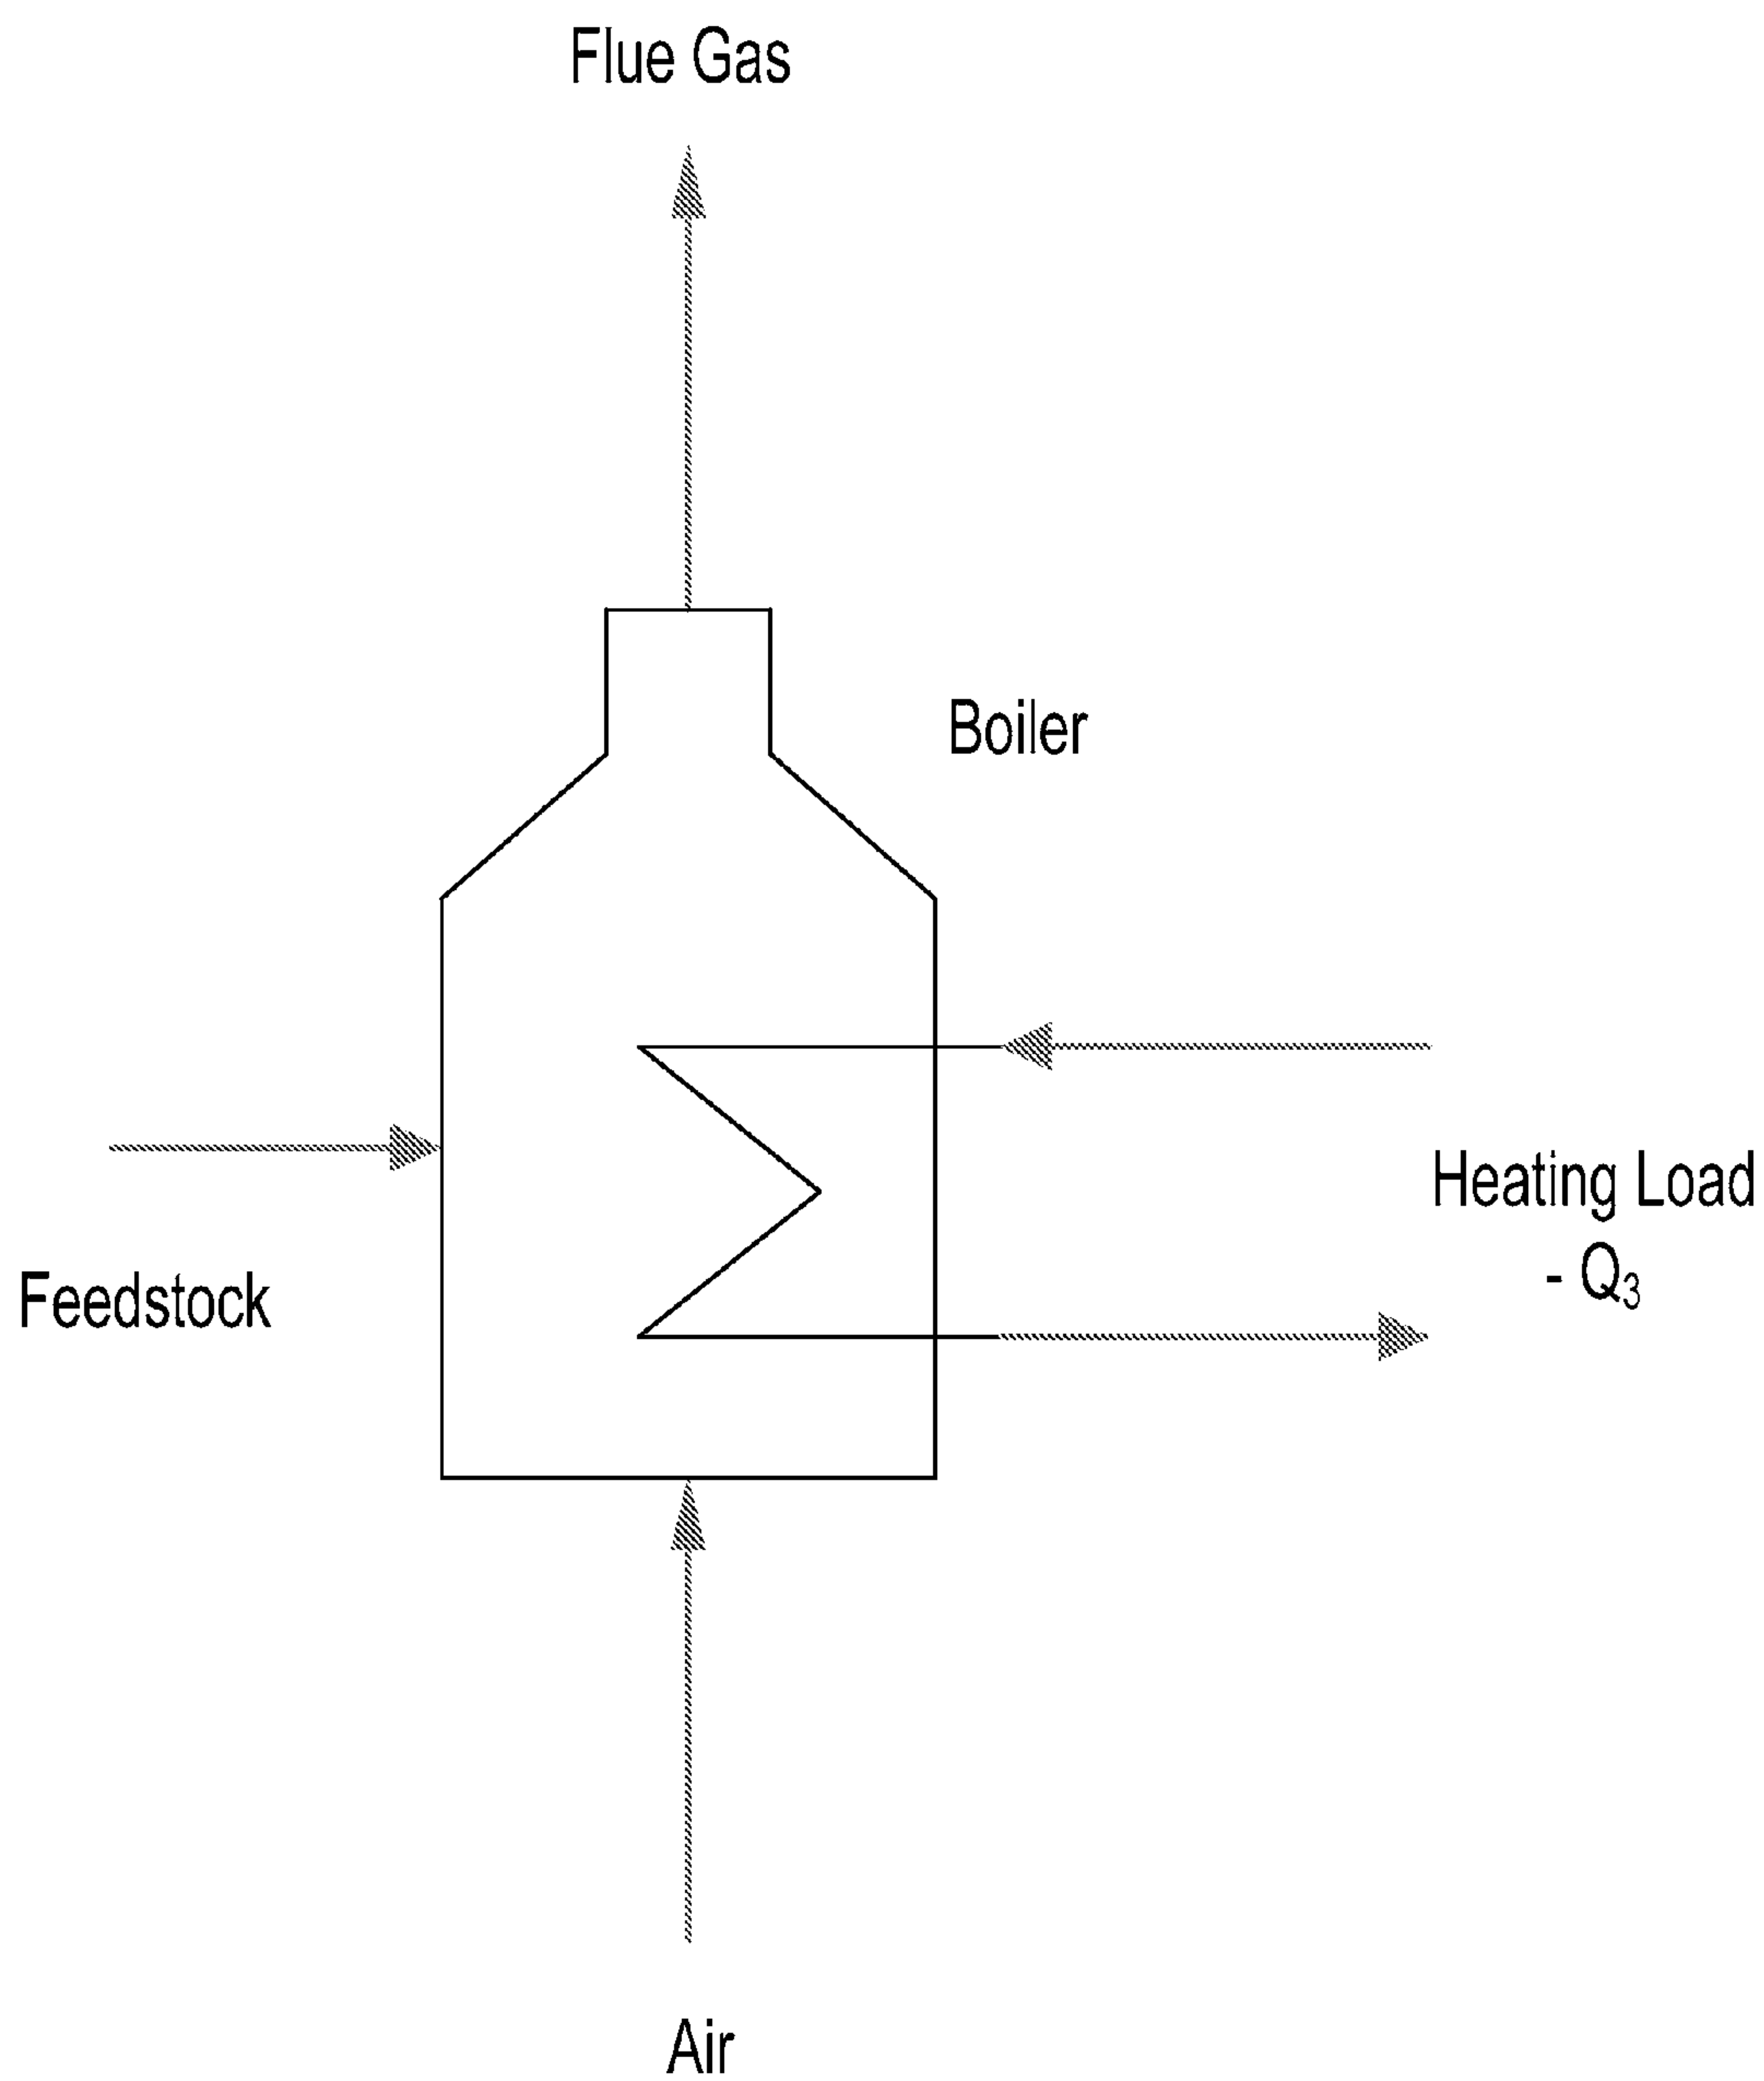 Flue Gas
Boiler
Heating Load
- Q₃
Feedstock
Air